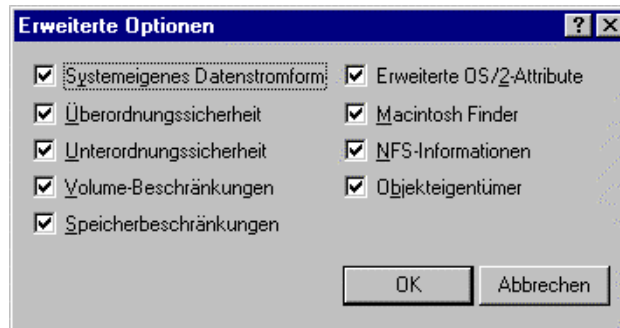 Erweiterte Optionen
Systemeigenes Datenstromform
Überordnungssicherheit
Unterordnungssicherheit
Volume-Beschränkungen
Speicherbeschränkungen
Erweiterte OS/2-Attribute
Macintosh Finder
NFS-Informationen
Objekteigentümer
OK
Abbrechen